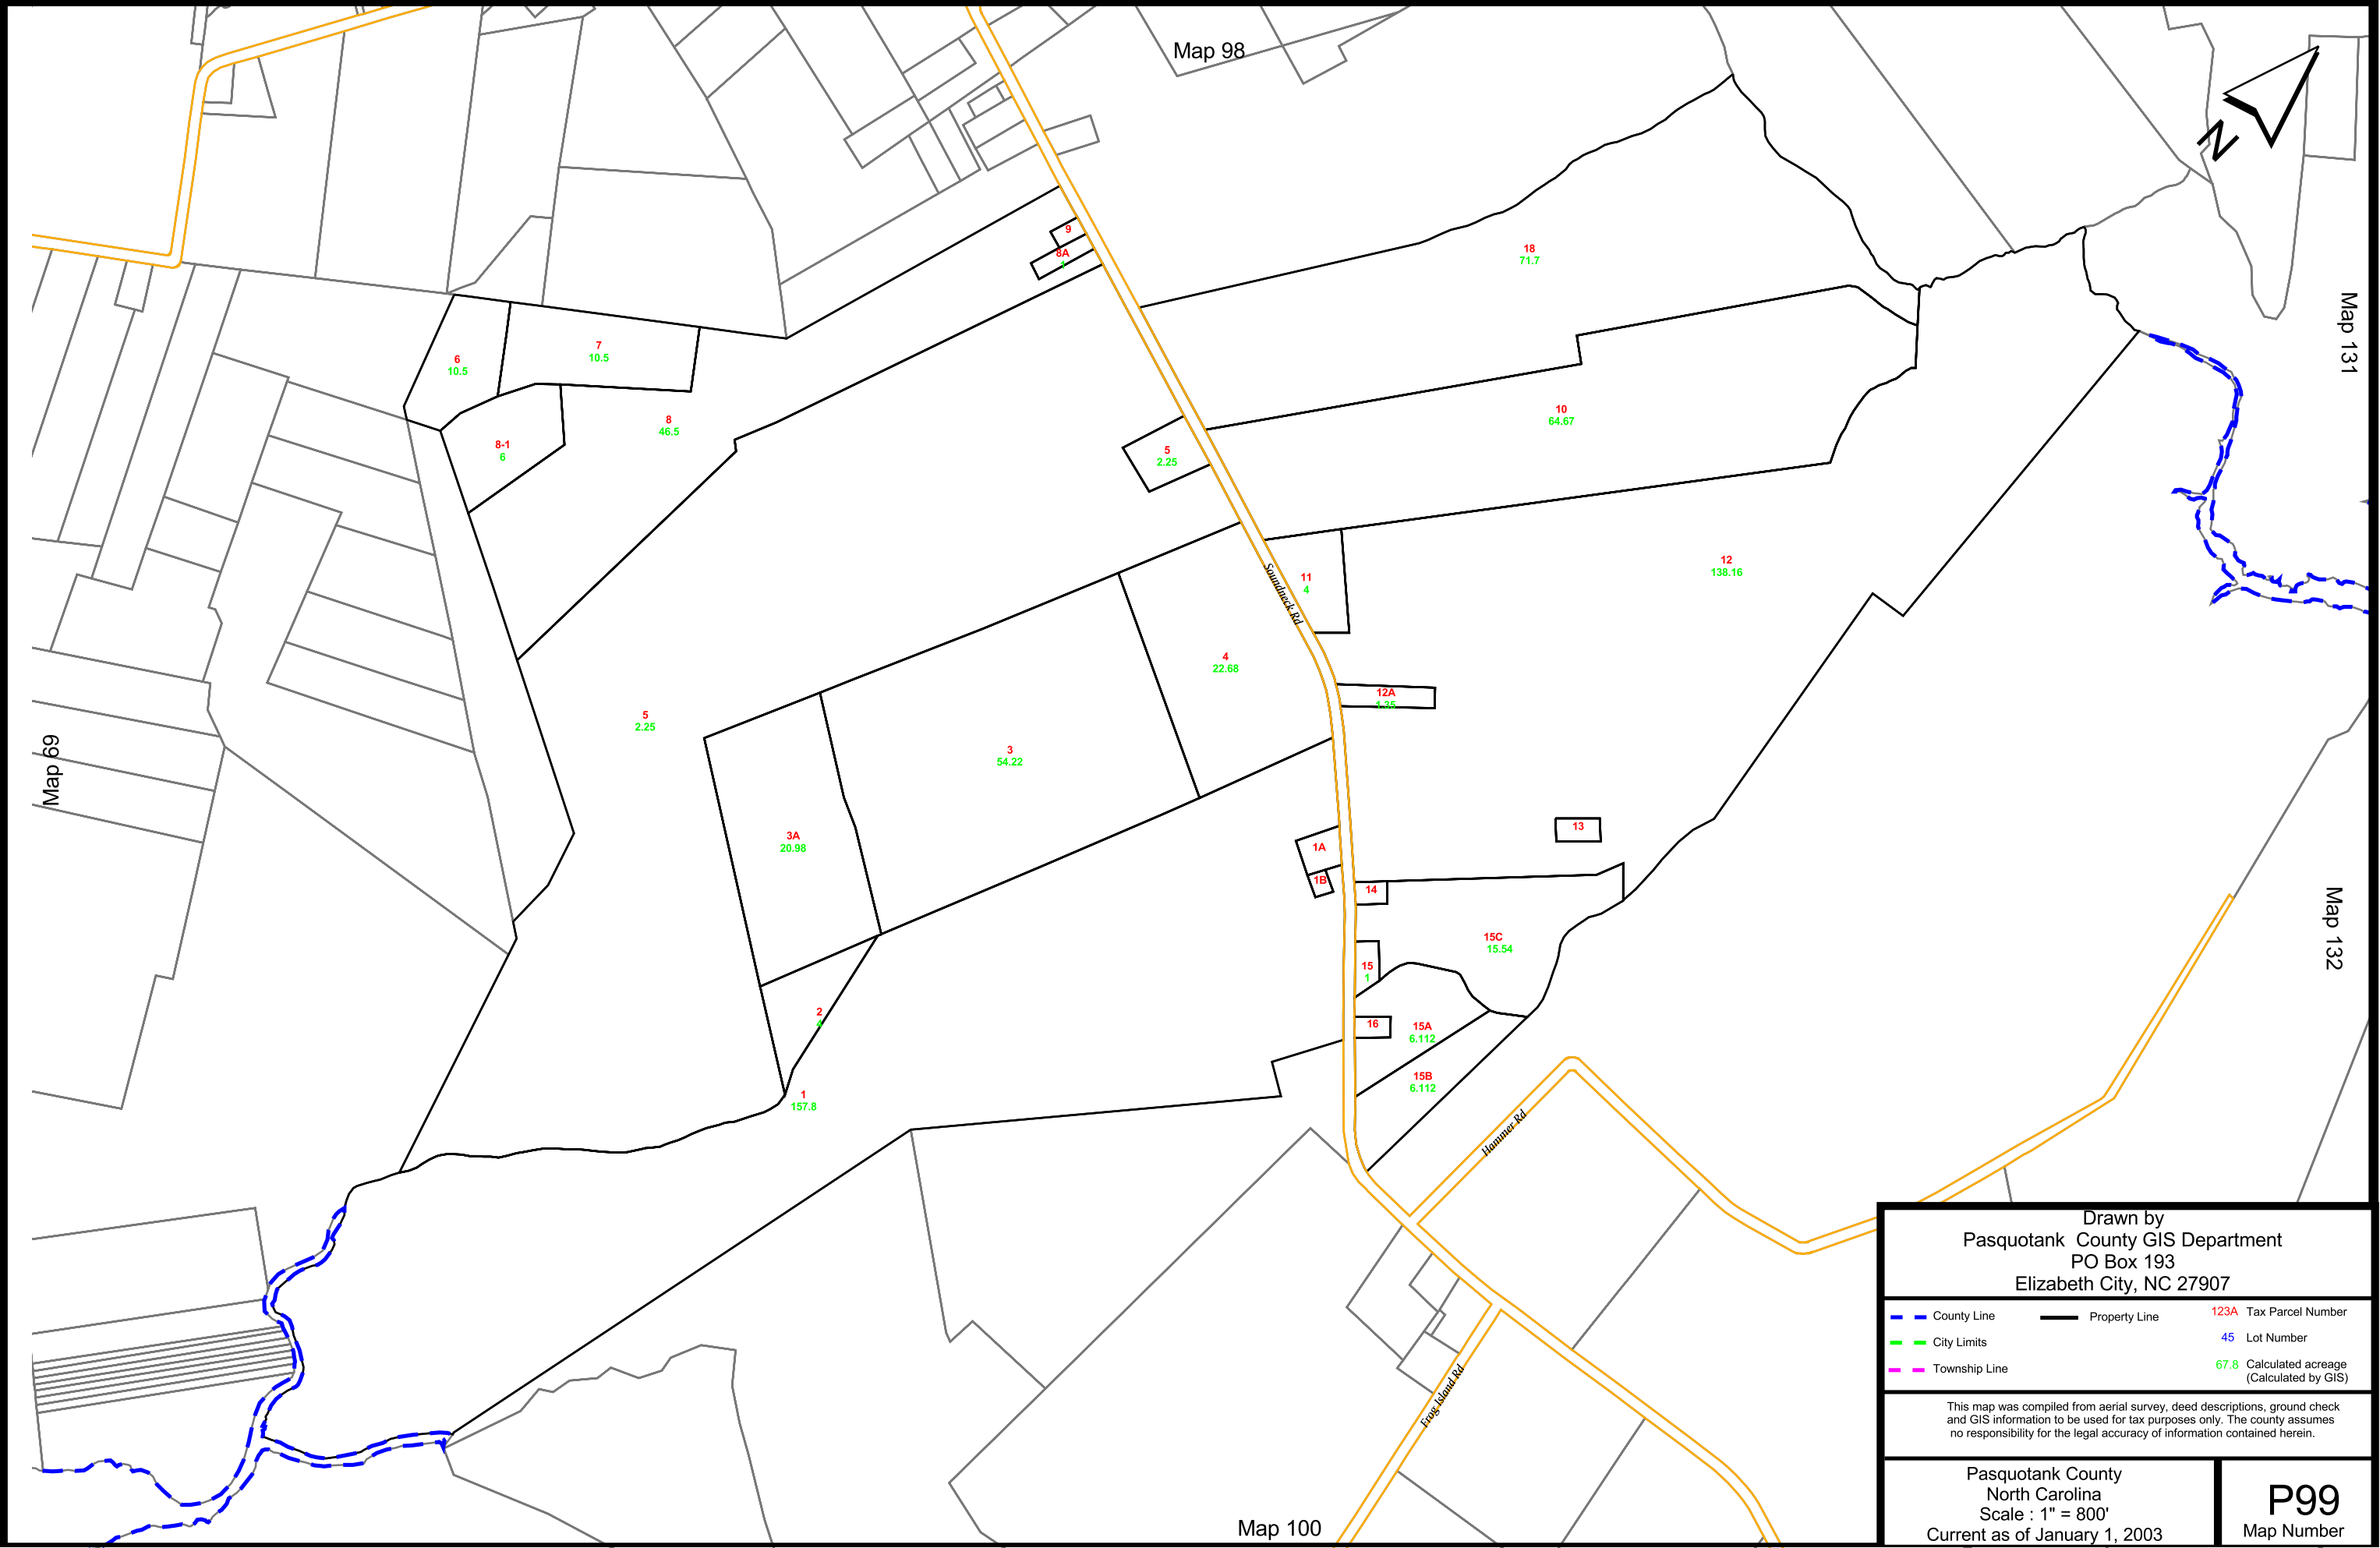 Map 98
N
Map 131
9
8A
1
18
71.7
6
10.5
7
10.5
8
46.5
8-1
6
5
2.25
10
64.67
Soundneck Rd
11
4
12
138.16
4
22.68
12A
1.35
5
2.25
3
54.22
Map 69
3A
20.98
1A
1B
13
14
Map 132
15C
15.54
15
1
2
4
16
15A
6.112
15B
6.112
1
157.8
Hammer Rd
Frog Island Rd
Map 100
Drawn by
Pasquotank County GIS Department
PO Box 193
Elizabeth City, NC 27907
County Line
Property Line
123A Tax Parcel Number
City Limits
45 Lot Number
Township Line
67.8 Calculated acreage
(Calculated by GIS)
This map was compiled from aerial survey, deed descriptions, ground check
and GIS information to be used for tax purposes only. The county assumes
no responsibility for the legal accuracy of information contained herein.
Pasquotank County
North Carolina
Scale : 1" = 800'
Current as of January 1, 2003
P99
Map Number